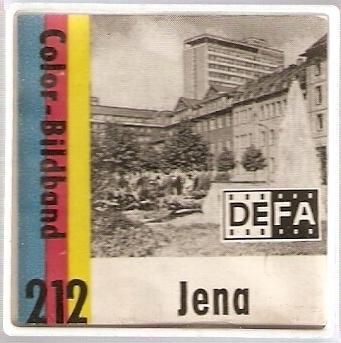 Color-Bildband
DEFA
212
Jena